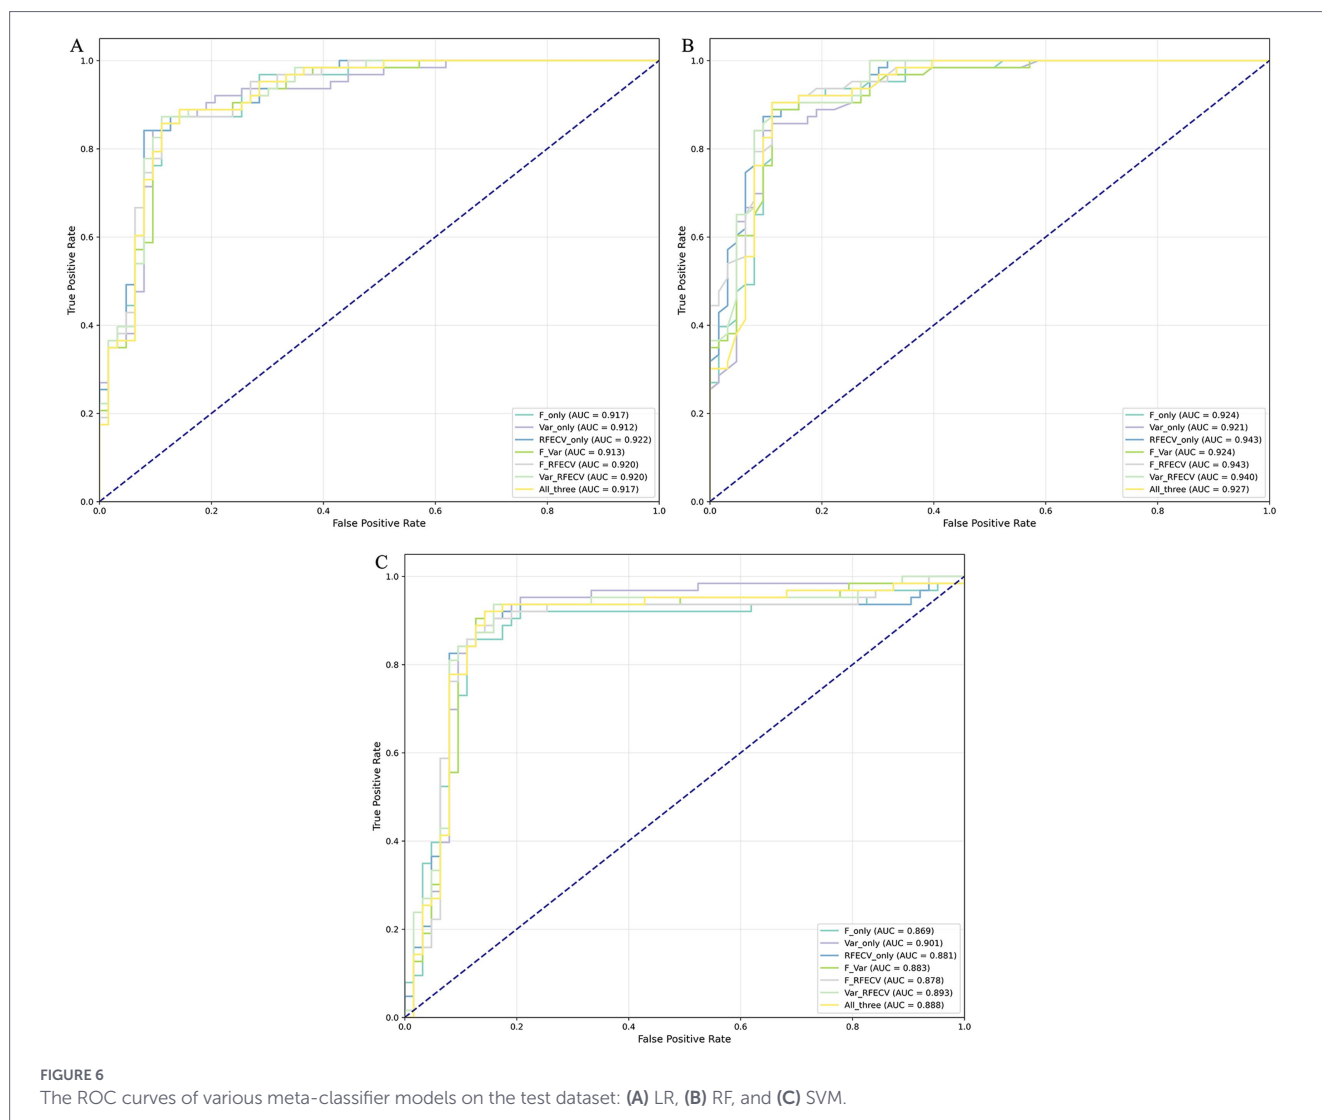 A
1.0
0.8
0.6
0.4
0.2
0.0
True Positive Rate
0.0 0.2 0.4 0.6 0.8 1.0
False Positive Rate
F_only (AUC = 0.917)
Var_only (AUC = 0.912)
RFECV_only (AUC = 0.922)
F_Var (AUC = 0.913)
F_RFECV (AUC = 0.920)
Var_RFECV (AUC = 0.920)
All_three (AUC = 0.917)
B
1.0
0.8
0.6
0.4
0.2
0.0
True Positive Rate
0.0 0.2 0.4 0.6 0.8 1.0
False Positive Rate
F_only (AUC = 0.924)
Var_only (AUC = 0.921)
RFECV_only (AUC = 0.943)
F_Var (AUC = 0.924)
F_RFECV (AUC = 0.943)
Var_RFECV (AUC = 0.940)
All_three (AUC = 0.927)
C
1.0
0.8
0.6
0.4
0.2
0.0
True Positive Rate
0.0 0.2 0.4 0.6 0.8 1.0
False Positive Rate
F_only (AUC = 0.869)
Var_only (AUC = 0.901)
RFECV_only (AUC = 0.881)
F_Var (AUC = 0.883)
F_RFECV (AUC = 0.878)
Var_RFECV (AUC = 0.893)
All_three (AUC = 0.888)
FIGURE 6
The ROC curves of various meta-classifier models on the test dataset: (A) LR, (B) RF, and (C) SVM.